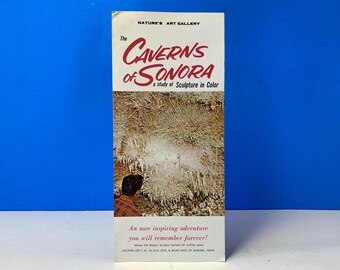 NATURE'S ART GALLERY
The
CAVERNS
OF SONORA
a study of Sculpture in Color
An awe inspiring adventure
you will remember forever!